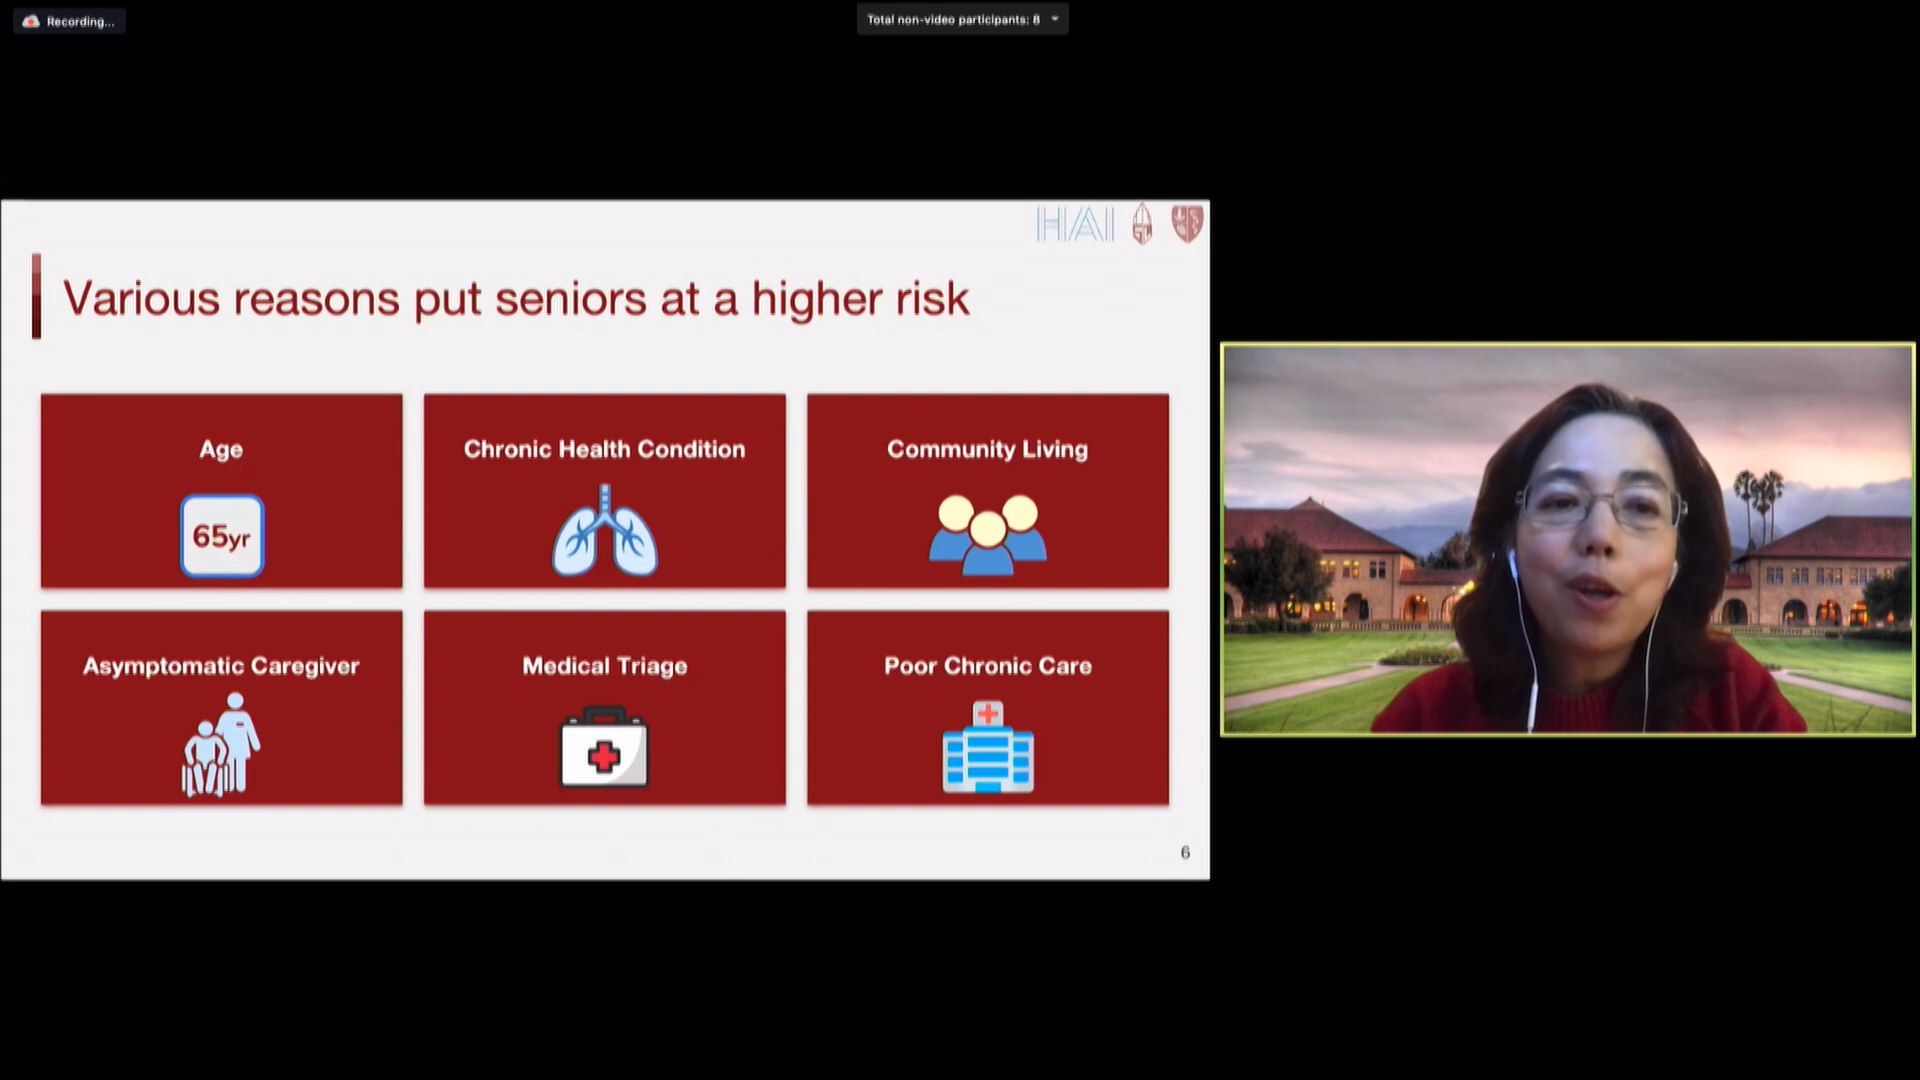 Recording...
Total non-video participants: 8
HAI
Various reasons put seniors at a higher risk
Age
65yr
Chronic Health Condition
Community Living
Asymptomatic Caregiver
Medical Triage
Poor Chronic Care
6